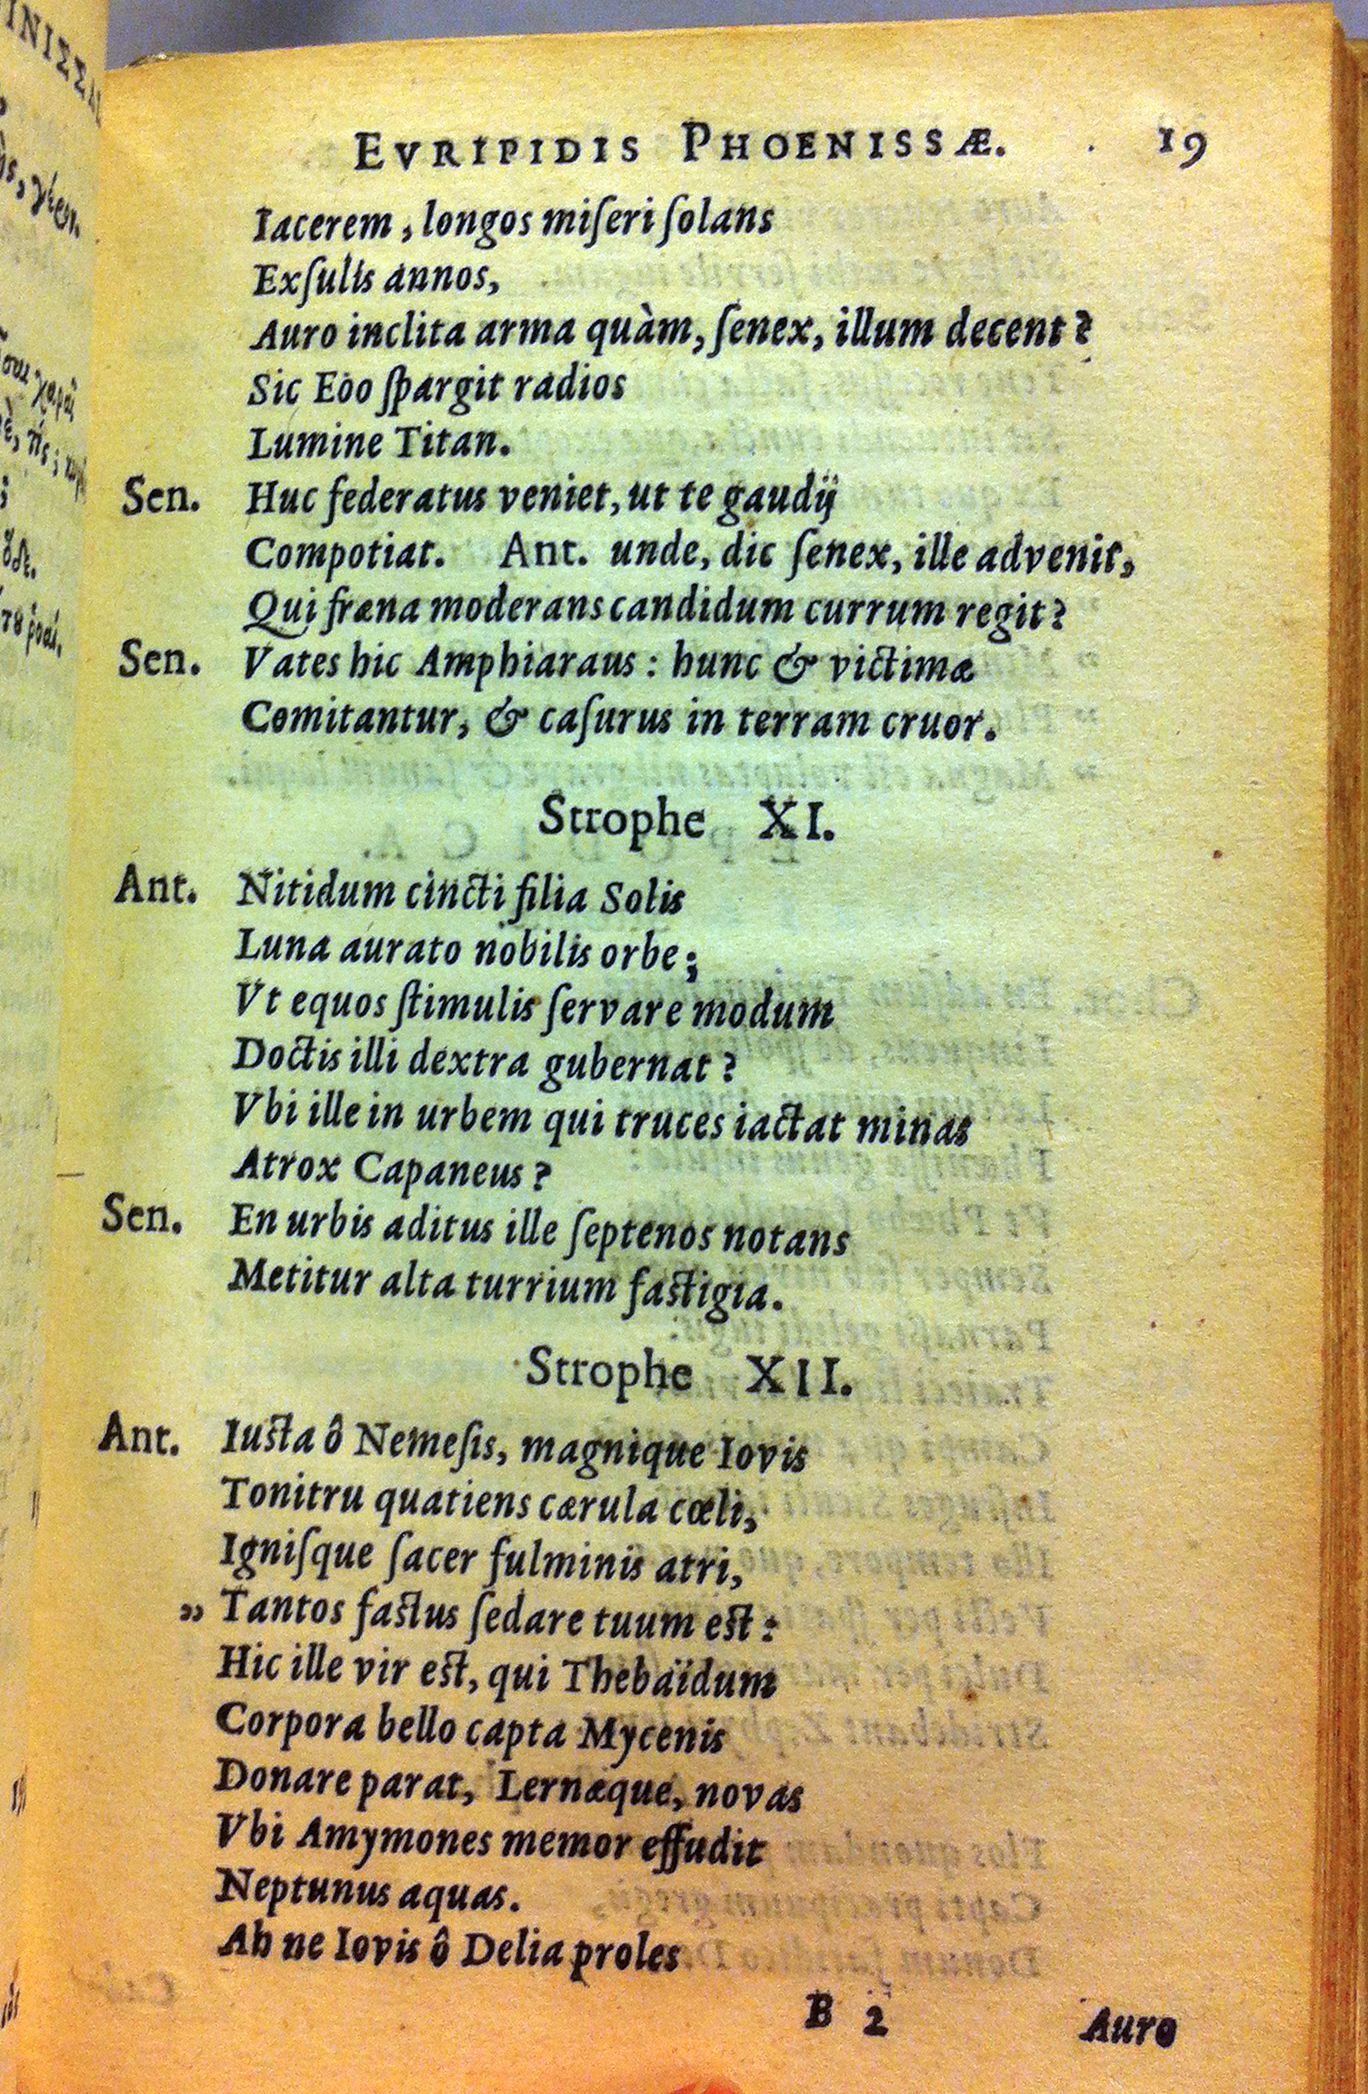 EVRIPIDIS PHOENISSÆ. 19
Iacerem, longos miſeri ſolans
Exſulis annos,
Auro inclita arma quàm, ſenex, illum decent?
Sic Eoo ſpargit radios
Lumine Titan.
Sen. Huc federatus veniet, ut te gaudij
Compotiat. Ant. unde, dic ſenex, ille advenit,
Qui fræna moderans candidum currum regit?
Sen. Vates hic Amphiaraus: hunc & victimæ
Comitantur, & caſurus in terram cruor.
Strophe XI.
Ant. Nitidum cincti filia Solis
Luna aurato nobilis orbe;
Vt equos ſtimulis ſervare modum
Doctis illi dextra gubernat?
Vbi ille in urbem qui truces iactat minas
Atrox Capaneus?
Sen. En urbis aditus ille ſeptenos notans
Metitur alta turrium faſtigia.
Strophe XII.
Ant. Iuſta ô Nemeſis, magnique Iovis
Tonitru quatiens cærula cœli,
Igniſque ſacer fulminis atri,
„ Tantos faſtus ſedare tuum eſt:
Hic ille vir eſt, qui Thebaïdum
Corpora bello capta Mycenis
Donare parat, Lernæque, novas
Vbi Amymones memor effudit
Neptunus aquas.
Ah ne Iovis ô Delia proles
B 2 Auro